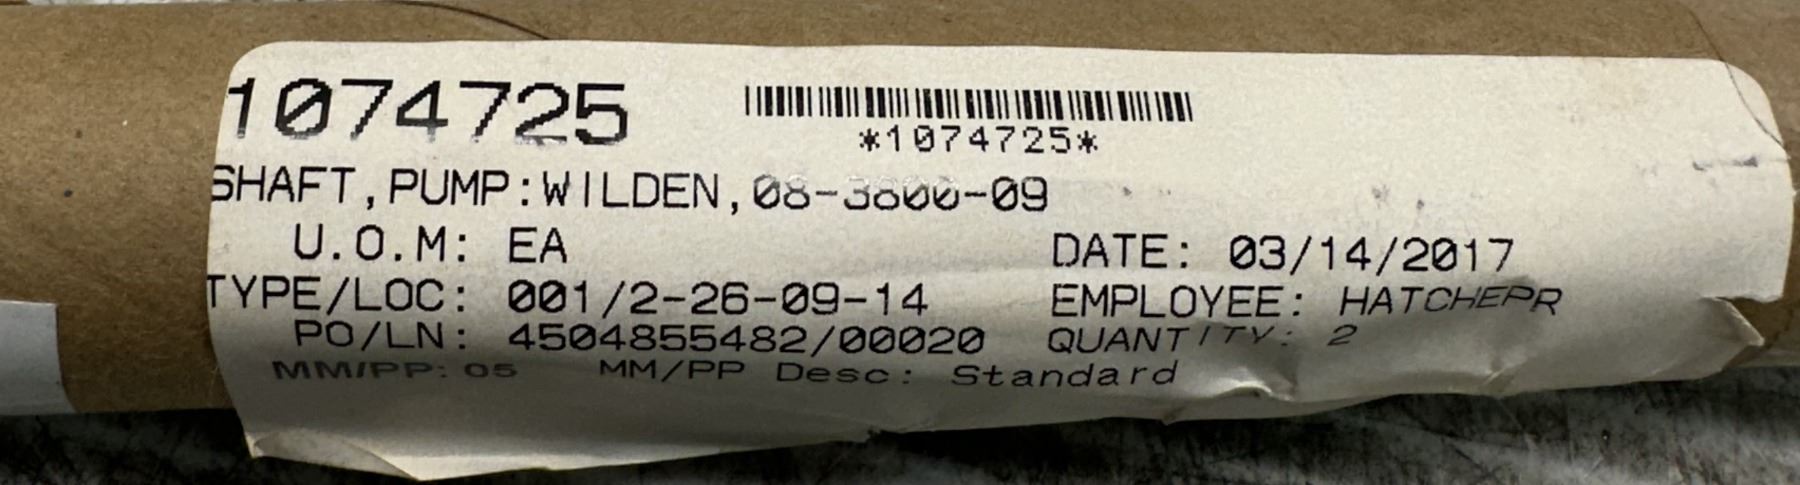 1074725
*1074725*
SHAFT,PUMP:WILDEN,08-3800-09
U.O.M: EA
DATE: 03/14/2017
TYPE/LOC: 001/2-26-09-14
EMPLOYEE: HATCHEPR
PO/LN: 4504855482/00020
QUANTITY: 2
MM/PP: 05
MM/PP Desc: Standard